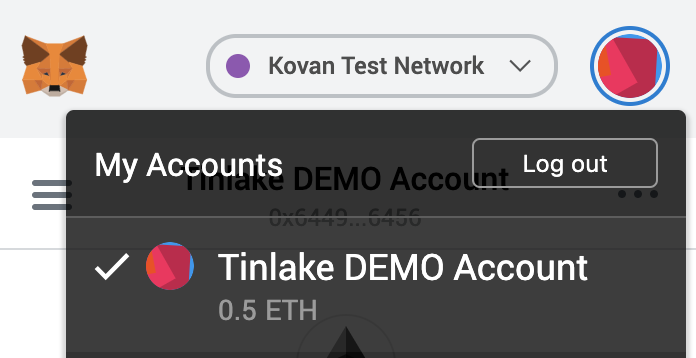 Kovan Test Network
My Accounts
Log out
Tinlake DEMO Account
0x6449...6456
Tinlake DEMO Account
0.5 ETH